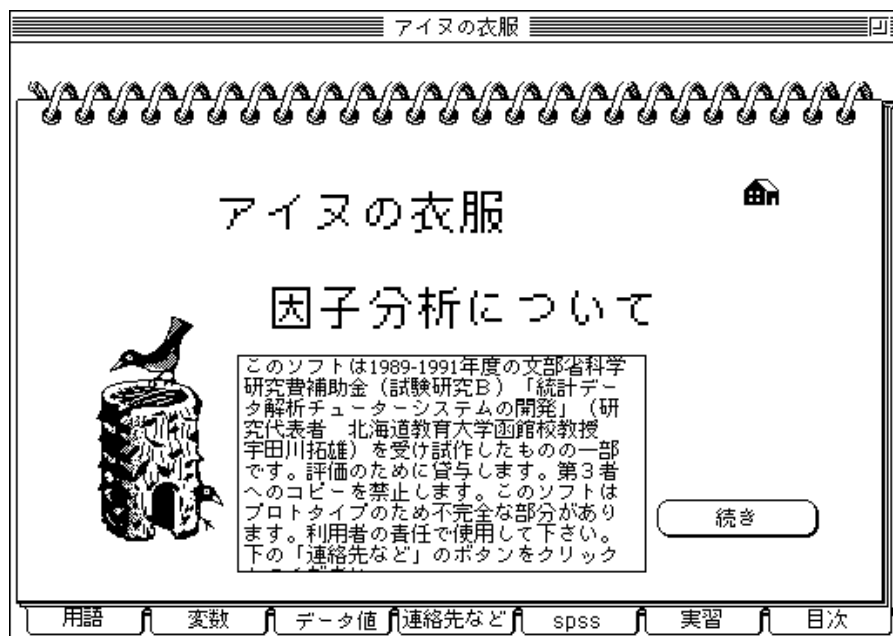 アイヌの衣服
アイヌの衣服
因子分析について
このソフトは1989-1991年度の文部省科学
研究費補助金（試験研究Ｂ）「統計デー
タ解析チューターシステムの開発」（研
究代表者　北海道教育大学函館校教授
宇田川拓雄）を受け試作したものの一部
です。評価のために貸与します。第３者
へのコピーを禁止します。このソフトは
プロトタイプのため不完全な部分があり
ます。利用者の責任で使用して下さい。
下の「連絡先など」のボタンをクリック
続き
用語 変数 データ値 連絡先など spss 実習 目次